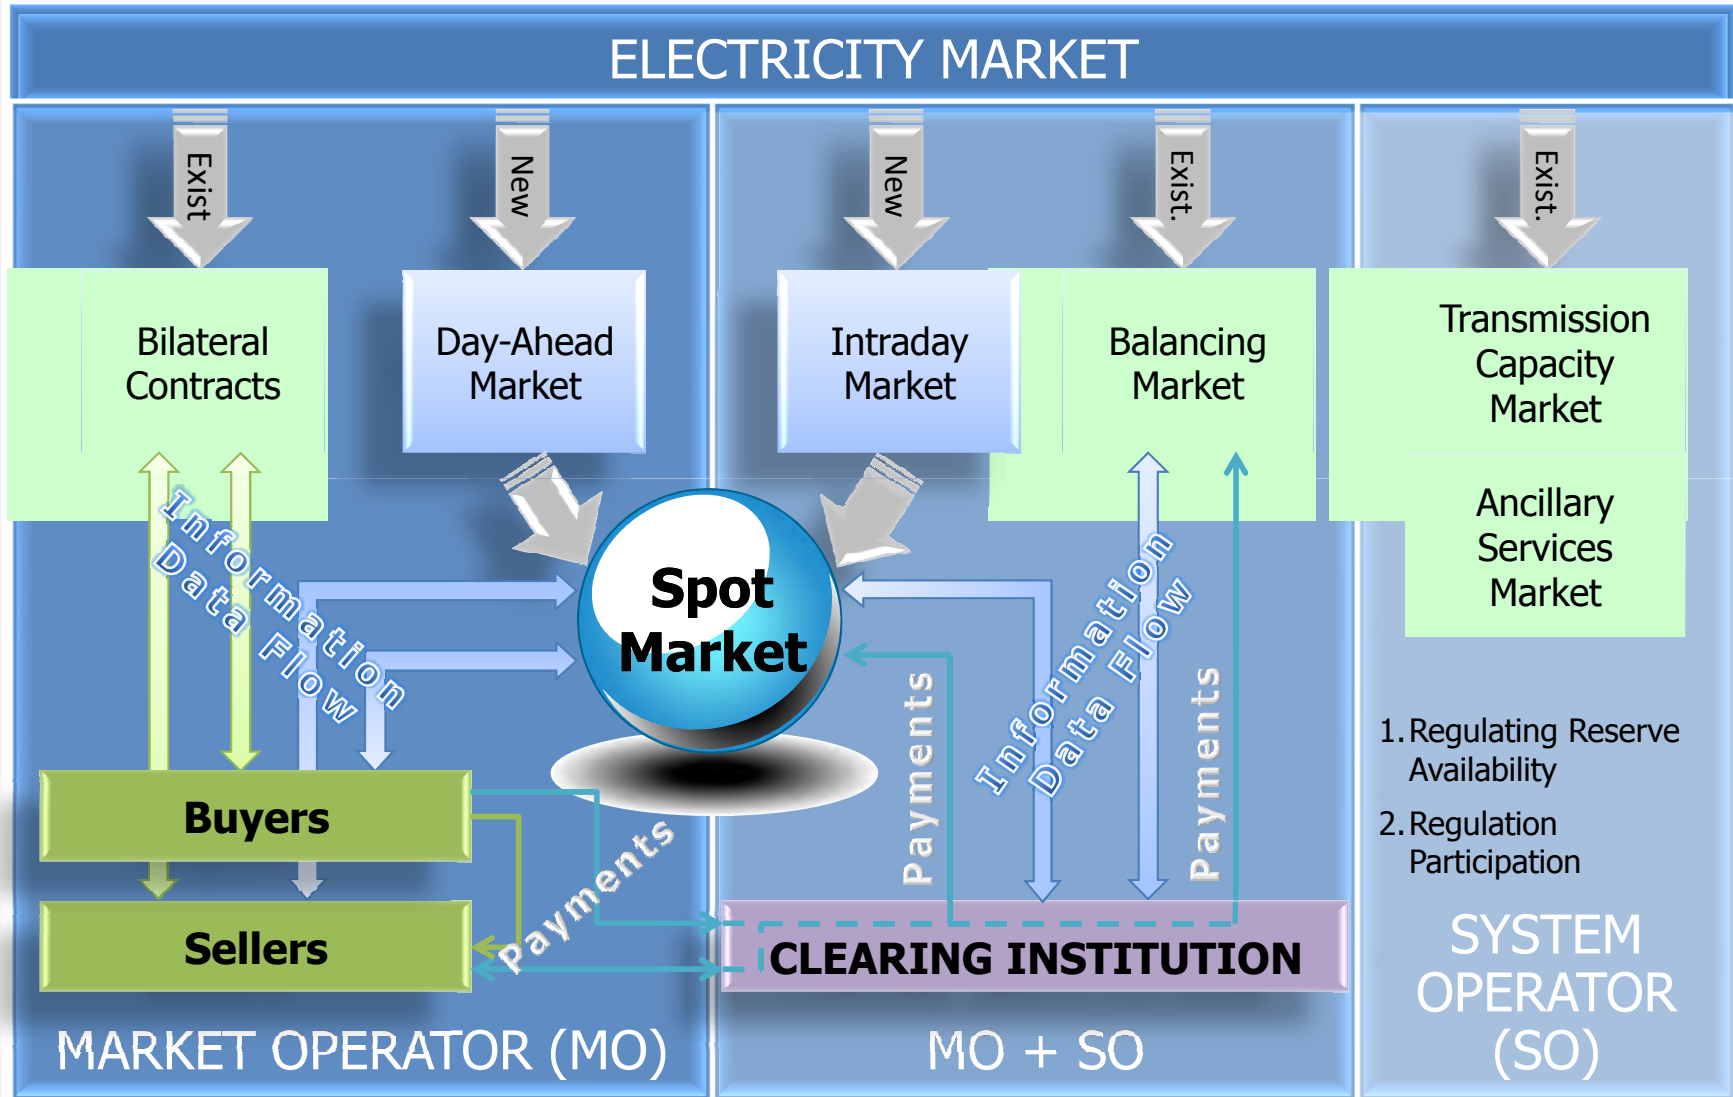 ELECTRICITY MARKET
Exist
New
New
Exist.
Exist.
Bilateral
Contracts
Day-Ahead
Market
Intraday
Market
Balancing
Market
Transmission
Capacity
Market
Ancillary
Services
Market
Information
Data Flow
Spot
Market
Information
Data Flow
Payments
Payments
1. Regulating Reserve
Availability
2. Regulation
Participation
Buyers
Sellers
Payments
CLEARING INSTITUTION
MARKET OPERATOR (MO)
MO + SO
SYSTEM
OPERATOR
(SO)